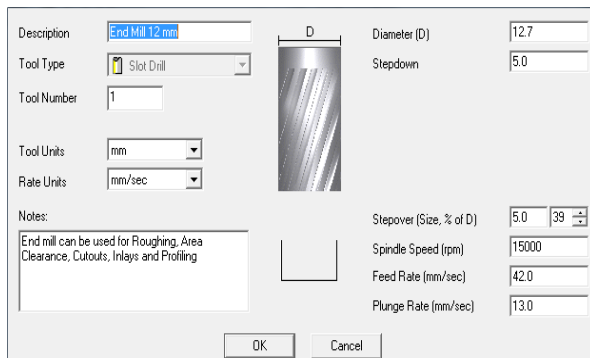 Description End Mill 12 mm
Tool Type Slot Drill
Tool Number 1
Tool Units mm
Rate Units mm/sec
Notes:
End mill can be used for Roughing, Area
Clearance, Cutouts, Inlays and Profiling
D
Diameter (D) 12.7
Stepdown 5.0
Stepover (Size, % of D) 5.0 39
Spindle Speed (rpm) 15000
Feed Rate (mm/sec) 42.0
Plunge Rate (mm/sec) 13.0
OK Cancel